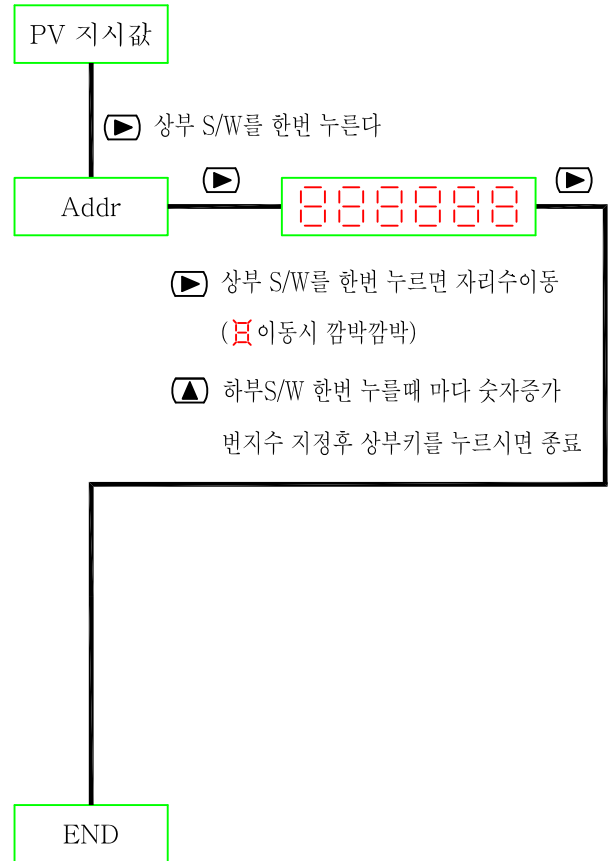 PV 지시값
상부 S/W를 한번 누른다
Addr
888888
상부 S/W를 한번 누르면 자리수이동
(8이동시 깜박깜박)
하부S/W 한번 누를때 마다 숫자증가
번지수 지정후 상부키를 누르시면 종료
END